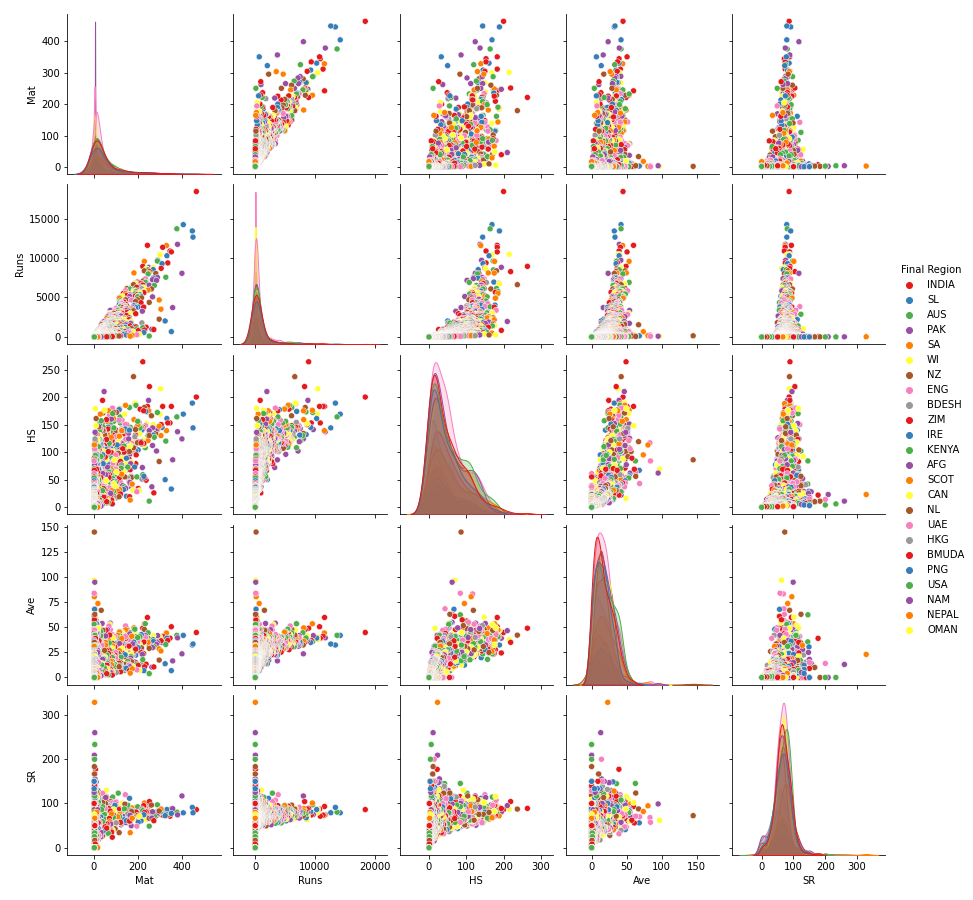 400
300
200
100
0
Mat
15000
10000
5000
0
Runs
250
200
150
100
50
0
HS
150
125
100
75
50
25
0
Ave
300
200
100
0
SR
0 200 400
Mat
0 10000 20000
Runs
0 100 200 300
HS
0 50 100 150
Ave
0 100 200 300
SR
Final Region
INDIA
SL
AUS
PAK
SA
WI
NZ
ENG
BDESH
ZIM
IRE
KENYA
AFG
SCOT
CAN
NL
UAE
HKG
BMUDA
PNG
USA
NAM
NEPAL
OMAN